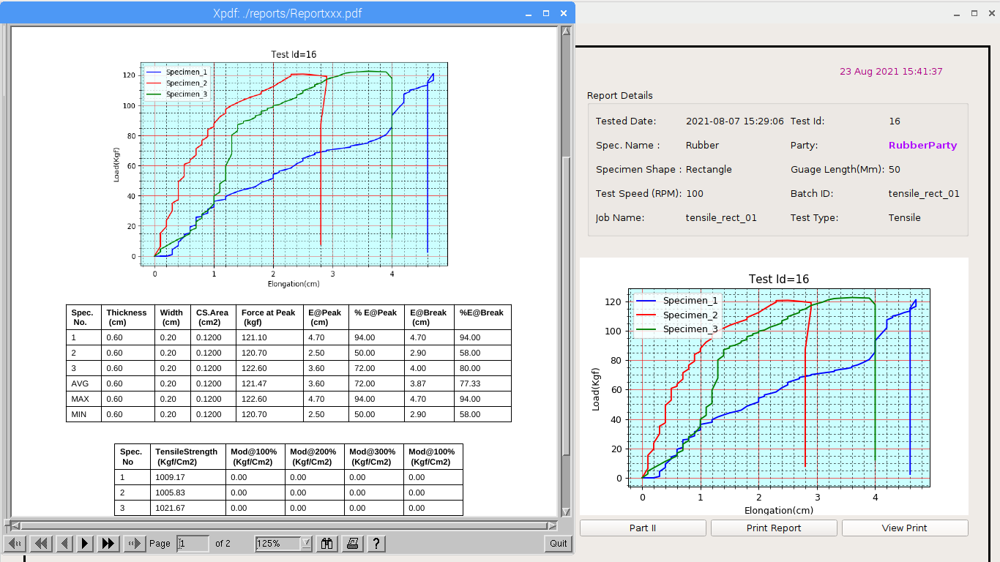 Xpdf: ./reports/Reportxxx.pdf
Test Id=16
Specimen_1
Specimen_2
Specimen_3
120
100
80
60
40
20
0
Load(Kgf)
0 1 2 3 4
Elongation(cm)
Spec. No. Thickness (cm) Width (cm) CS.Area (cm2) Force at Peak (kgf) E@Peak (cm) % E@Peak E@Break (cm) %E@Break
1 0.60 0.20 0.1200 121.10 4.70 94.00 4.70 94.00
2 0.60 0.20 0.1200 120.70 2.50 50.00 2.90 58.00
3 0.60 0.20 0.1200 122.60 3.60 72.00 4.00 80.00
AVG 0.60 0.20 0.1200 121.47 3.60 72.00 3.87 77.33
MAX 0.60 0.20 0.1200 122.60 4.70 94.00 4.70 94.00
MIN 0.60 0.20 0.1200 120.70 2.50 50.00 2.90 58.00
Spec. No TensileStrength (Kgf/Cm2) Mod@100% (Kgf/Cm2) Mod@200% (Kgf/Cm2) Mod@300% (Kgf/Cm2) Mod@100% (Kgf/Cm2)
1 1009.17 0.00 0.00 0.00 0.00
2 1005.83 0.00 0.00 0.00 0.00
3 1021.67 0.00 0.00 0.00 0.00
Page 1 of 2 125% ? Quit
23 Aug 2021 15:41:37
Report Details
Tested Date: 2021-08-07 15:29:06 Test Id: 16
Spec. Name : Rubber Party: RubberParty
Specimen Shape : Rectangle Guage Length(Mm): 50
Test Speed (RPM): 100 Batch ID: tensile_rect_01
Job Name: tensile_rect_01 Test Type: Tensile
Test Id=16
Specimen_1
Specimen_2
Specimen_3
120
100
80
60
40
20
0
Load(Kgf)
0 1 2 3 4
Elongation(cm)
Part II Print Report View Print